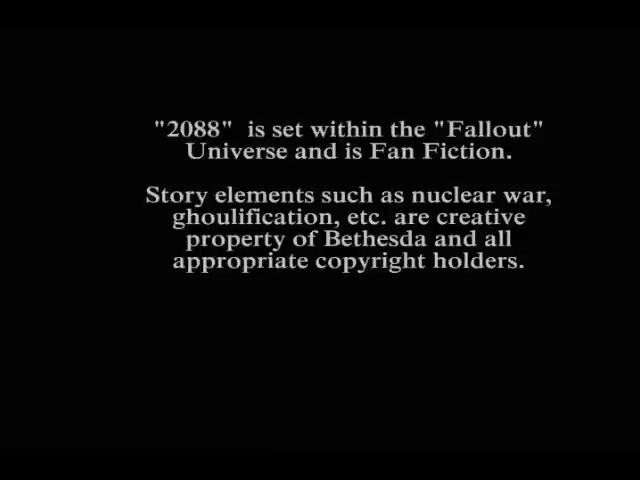 "2088"  is set within the "Fallout"
Universe and is Fan Fiction.
Story elements such as nuclear war,
ghoulification, etc. are creative
property of Bethesda and all
appropriate copyright holders.